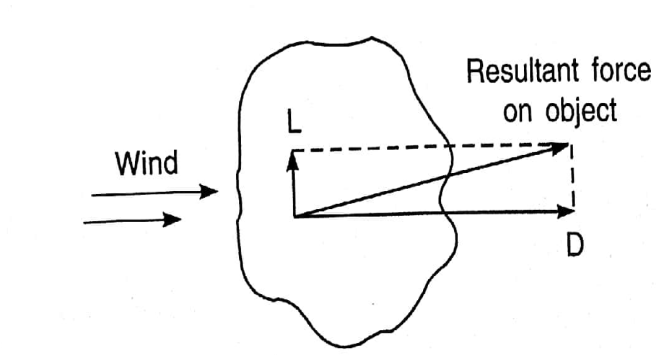 Resultant force
on object
L
Wind
D